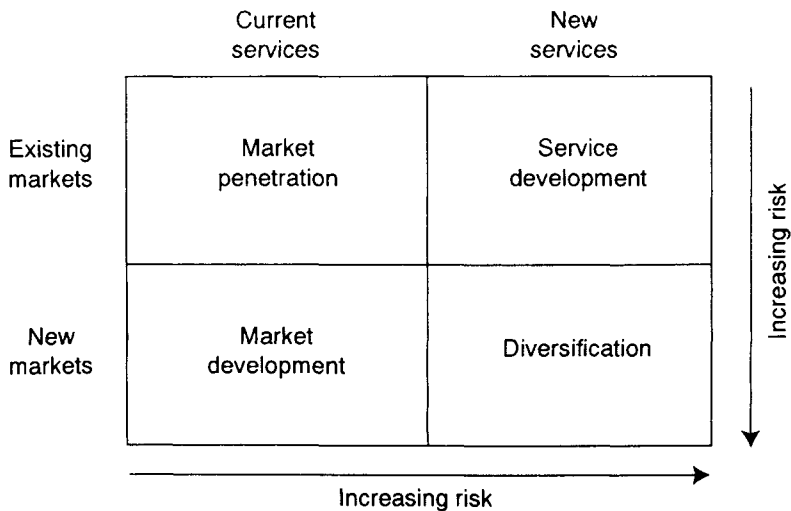 Current
services
New
services
Existing
markets
Market
penetration
Service
development
Increasing risk
New
markets
Market
development
Diversification
Increasing risk